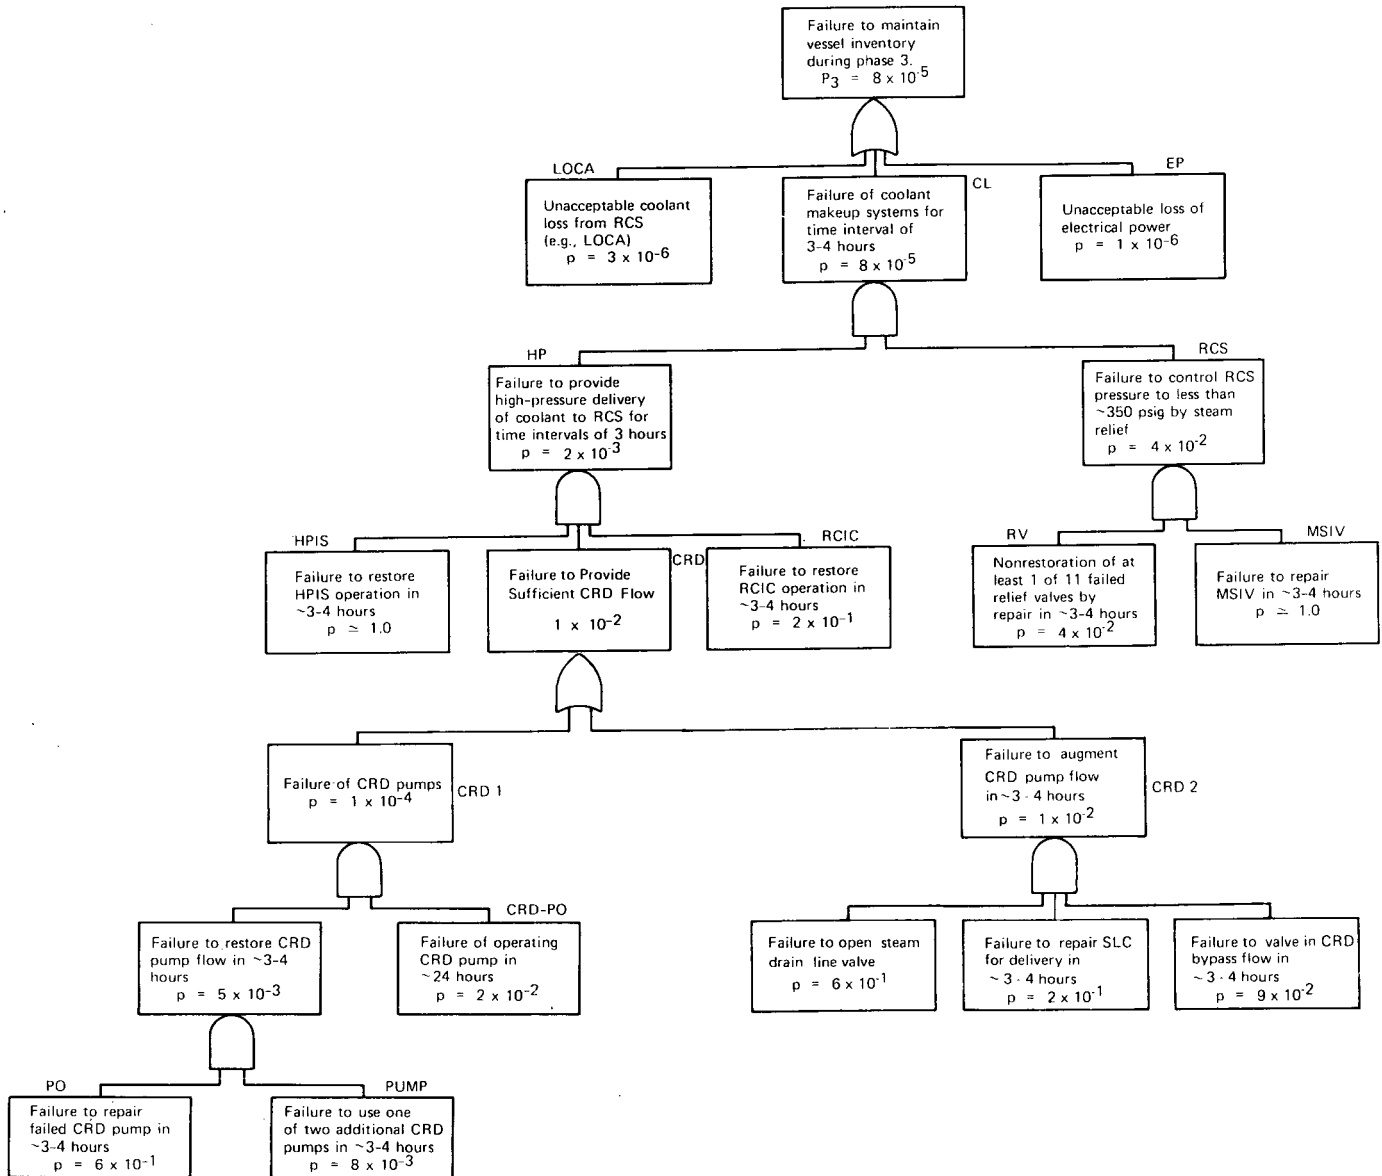 Failure to maintain
vessel inventory
during phase 3.
P3 = 8 x 10-5
LOCA
Unacceptable coolant
loss from RCS
(e.g., LOCA)
p = 3 x 10-6
CL
Failure of coolant
makeup systems for
time interval of
3-4 hours
p = 8 x 10-5
EP
Unacceptable loss of
electrical power
p = 1 x 10-6
HP
Failure to provide
high-pressure delivery
of coolant to RCS for
time intervals of 3 hours
p = 2 x 10-3
RCS
Failure to control RCS
pressure to less than
~350 psig by steam
relief
p = 4 x 10-2
HPIS
Failure to restore
HPIS operation in
~3-4 hours
p ≃ 1.0
CRD
Failure to Provide
Sufficient CRD Flow
1 x 10-2
RCIC
Failure to restore
RCIC operation in
~3-4 hours
p = 2 x 10-1
RV
Nonrestoration of at
least 1 of 11 failed
relief valves by
repair in ~3-4 hours
p = 4 x 10-2
MSIV
Failure to repair
MSIV in ~3-4 hours
p ≃ 1.0
Failure of CRD pumps
p = 1 x 10-4
CRD 1
Failure to augment
CRD pump flow
in ~3 - 4 hours
p = 1 x 10-2
CRD 2
Failure to restore CRD
pump flow in ~3-4
hours
p = 5 x 10-3
CRD-PO
Failure of operating
CRD pump in
~24 hours
p = 2 x 10-2
Failure to open steam
drain line valve
p = 6 x 10-1
Failure to repair SLC
for delivery in
~ 3 - 4 hours
p = 2 x 10-1
Failure to valve in CRD
bypass flow in
~ 3 - 4 hours
p = 9 x 10-2
PO
Failure to repair
failed CRD pump in
~3-4 hours
p = 6 x 10-1
PUMP
Failure to use one
of two additional CRD
pumps in ~3-4 hours
p = 8 x 10-3